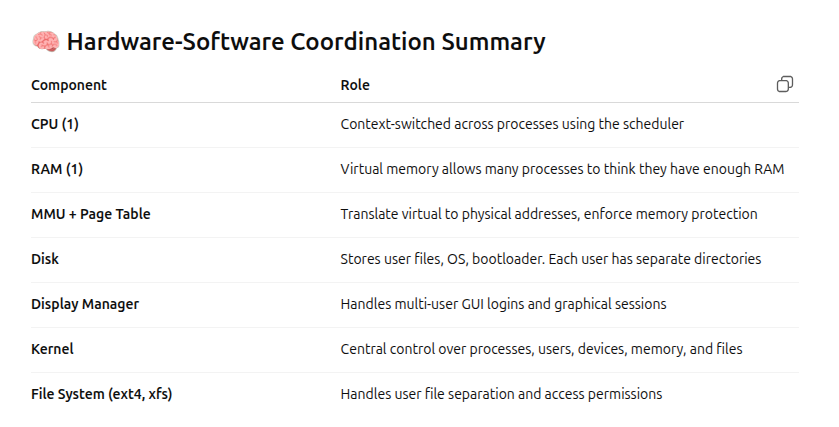 🧠 Hardware-Software Coordination Summary
Component Role
CPU (1) Context-switched across processes using the scheduler
RAM (1) Virtual memory allows many processes to think they have enough RAM
MMU + Page Table Translate virtual to physical addresses, enforce memory protection
Disk Stores user files, OS, bootloader. Each user has separate directories
Display Manager Handles multi-user GUI logins and graphical sessions
Kernel Central control over processes, users, devices, memory, and files
File System (ext4, xfs) Handles user file separation and access permissions